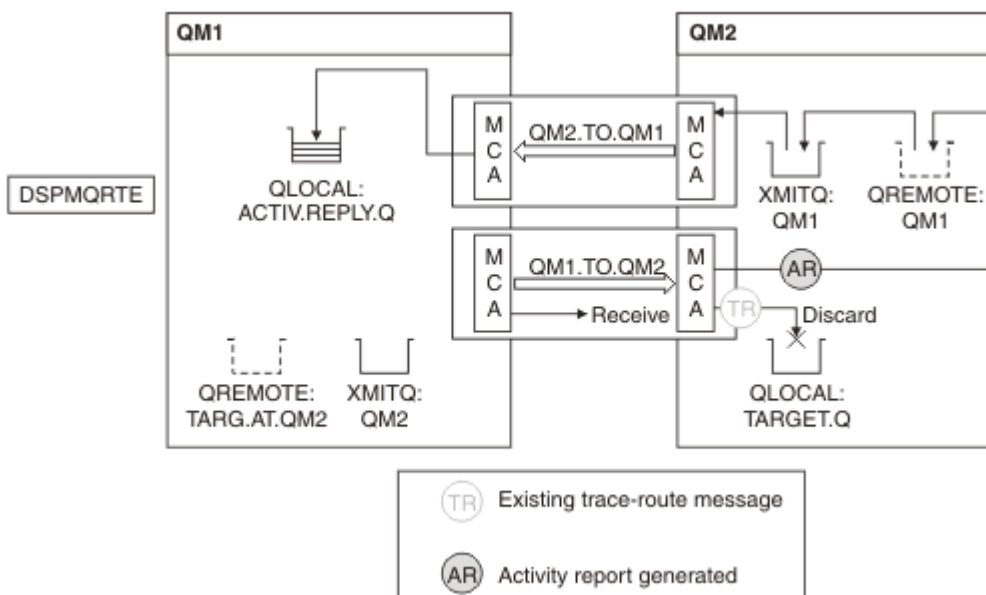 QM1
QM2
DSPMQRTE
QLOCAL:
ACTIV.REPLY.Q
M
C
A
QM2.TO.QM1
M
C
A
XMITQ:
QM1
QREMOTE:
QM1
M
C
A
QM1.TO.QM2
Receive
M
C
A
AR
TR
Discard
QREMOTE:
TARG.AT.QM2
XMITQ:
QM2
QLOCAL:
TARGET.Q
TR Existing trace-route message
AR Activity report generated